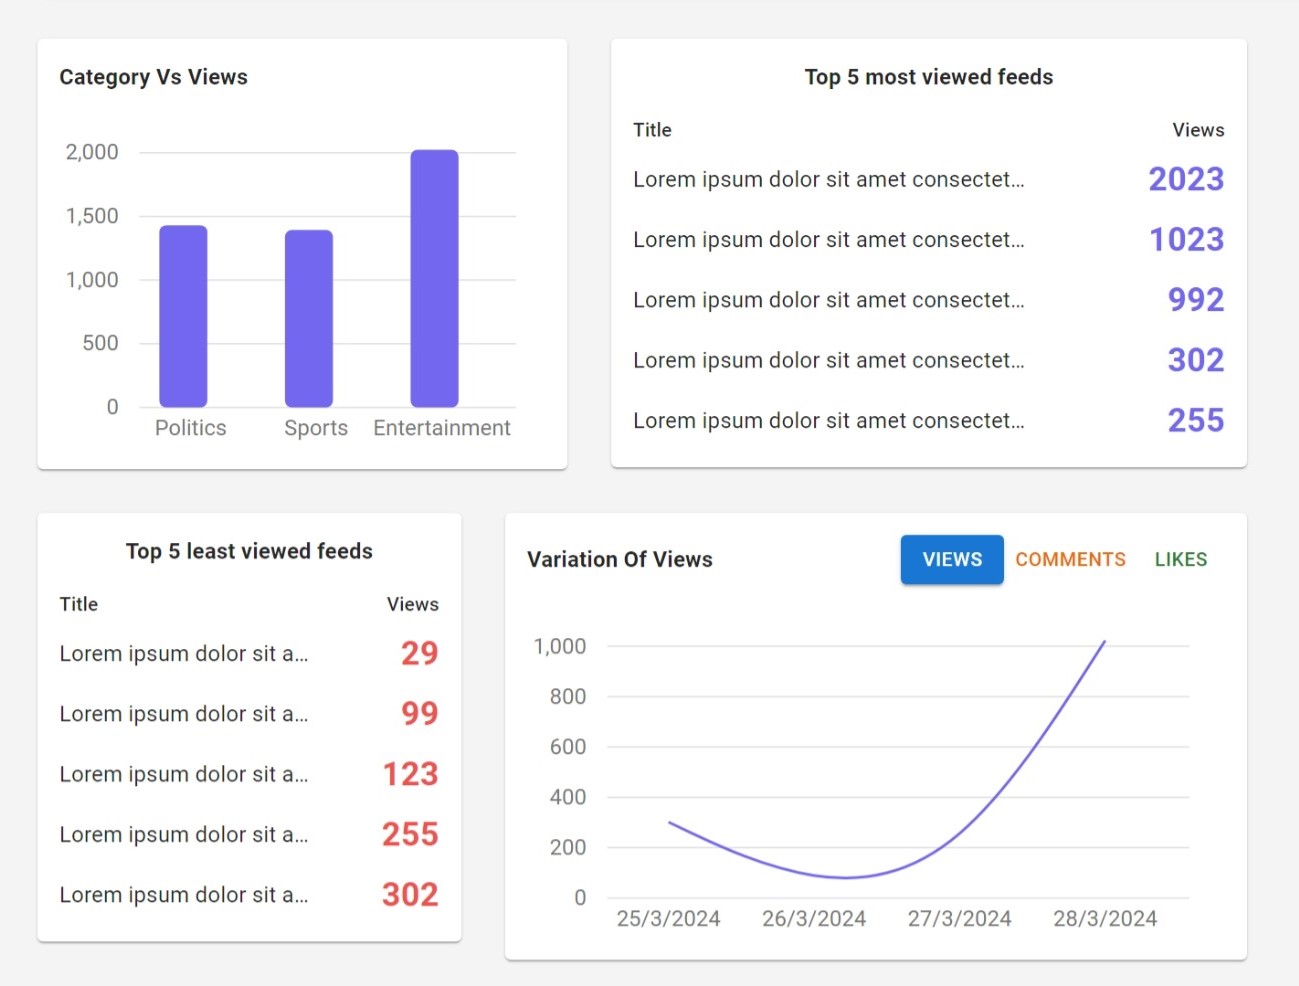 Category Vs Views
2,000
1,500
1,000
500
0
Politics Sports Entertainment
Top 5 most viewed feeds
Title Views
Lorem ipsum dolor sit amet consectet... 2023
Lorem ipsum dolor sit amet consectet... 1023
Lorem ipsum dolor sit amet consectet... 992
Lorem ipsum dolor sit amet consectet... 302
Lorem ipsum dolor sit amet consectet... 255
Top 5 least viewed feeds
Title Views
Lorem ipsum dolor sit a... 29
Lorem ipsum dolor sit a... 99
Lorem ipsum dolor sit a... 123
Lorem ipsum dolor sit a... 255
Lorem ipsum dolor sit a... 302
Variation Of Views VIEWS COMMENTS LIKES
1,000
800
600
400
200
0
25/3/2024 26/3/2024 27/3/2024 28/3/2024